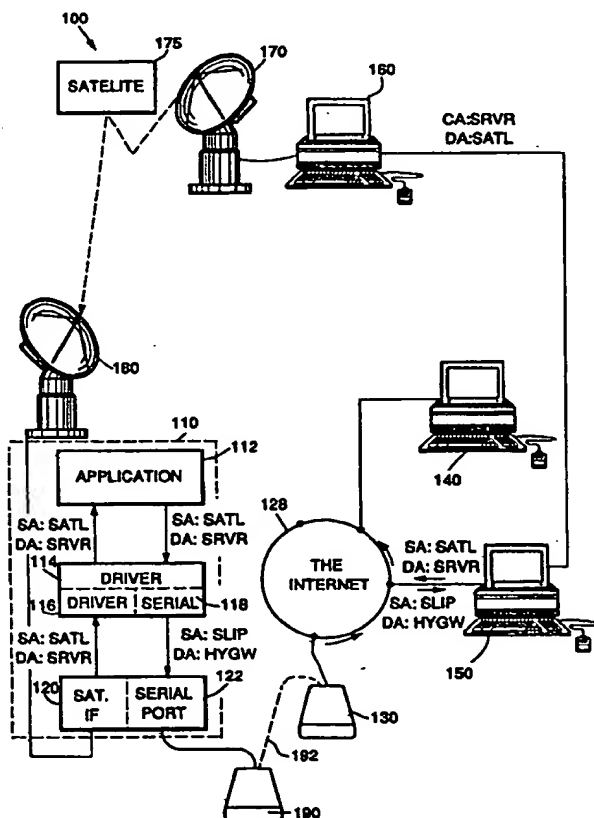 100
175
SATELITE
170
160
CA:SRVR
DA:SATL
180
110
112
APPLICATION
SA: SATL
DA: SRVR
SA: SATL
DA: SRVR
114
DRIVER
116
DRIVER
SERIAL
118
SA: SATL
DA: SRVR
SA: SLIP
DA: HYGW
120
SAT.
IF
SERIAL
PORT
122
128
THE
INTERNET
140
SA: SATL
DA: SRVR
SA: SLIP
DA: HYGW
150
130
192
190